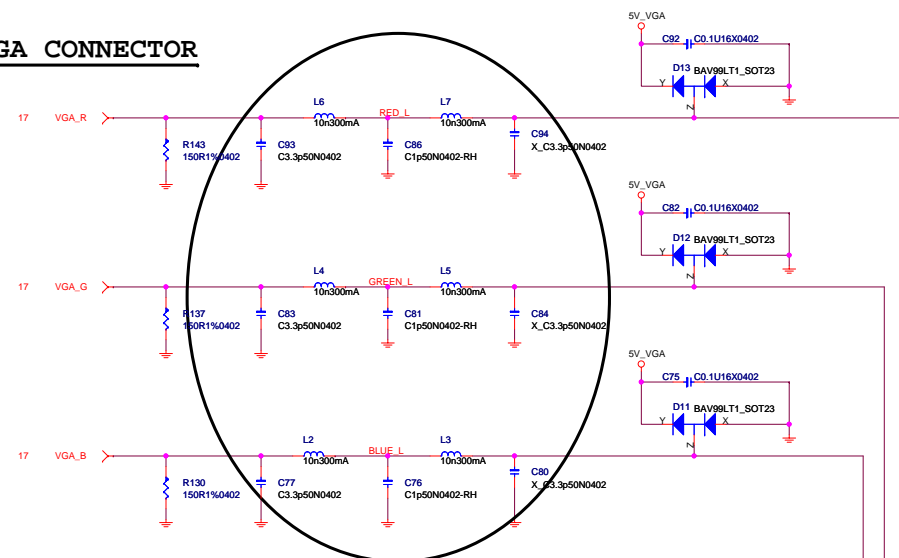 GA CONNECTOR
5V_VGA
C92 C0.1U16X0402
D13 BAV99LT1_SOT23
Y X
Z
17 VGA_R
L6
10n300mA
RED_L
L7
10n300mA
R143
150R1%0402
C93
C3.3p50N0402
C86
C1p50N0402-RH
C94
X_C3.3p50N0402
5V_VGA
C82 C0.1U16X0402
D12 BAV99LT1_SOT23
Y X
Z
17 VGA_G
L4
10n300mA
GREEN_L
L5
10n300mA
R137
150R1%0402
C83
C3.3p50N0402
C81
C1p50N0402-RH
C84
X_C3.3p50N0402
5V_VGA
C75 C0.1U16X0402
D11 BAV99LT1_SOT23
Y X
Z
17 VGA_B
L2
10n300mA
BLUE_L
L3
10n300mA
R130
150R1%0402
C77
C3.3p50N0402
C76
C1p50N0402-RH
C80
X_C3.3p50N0402